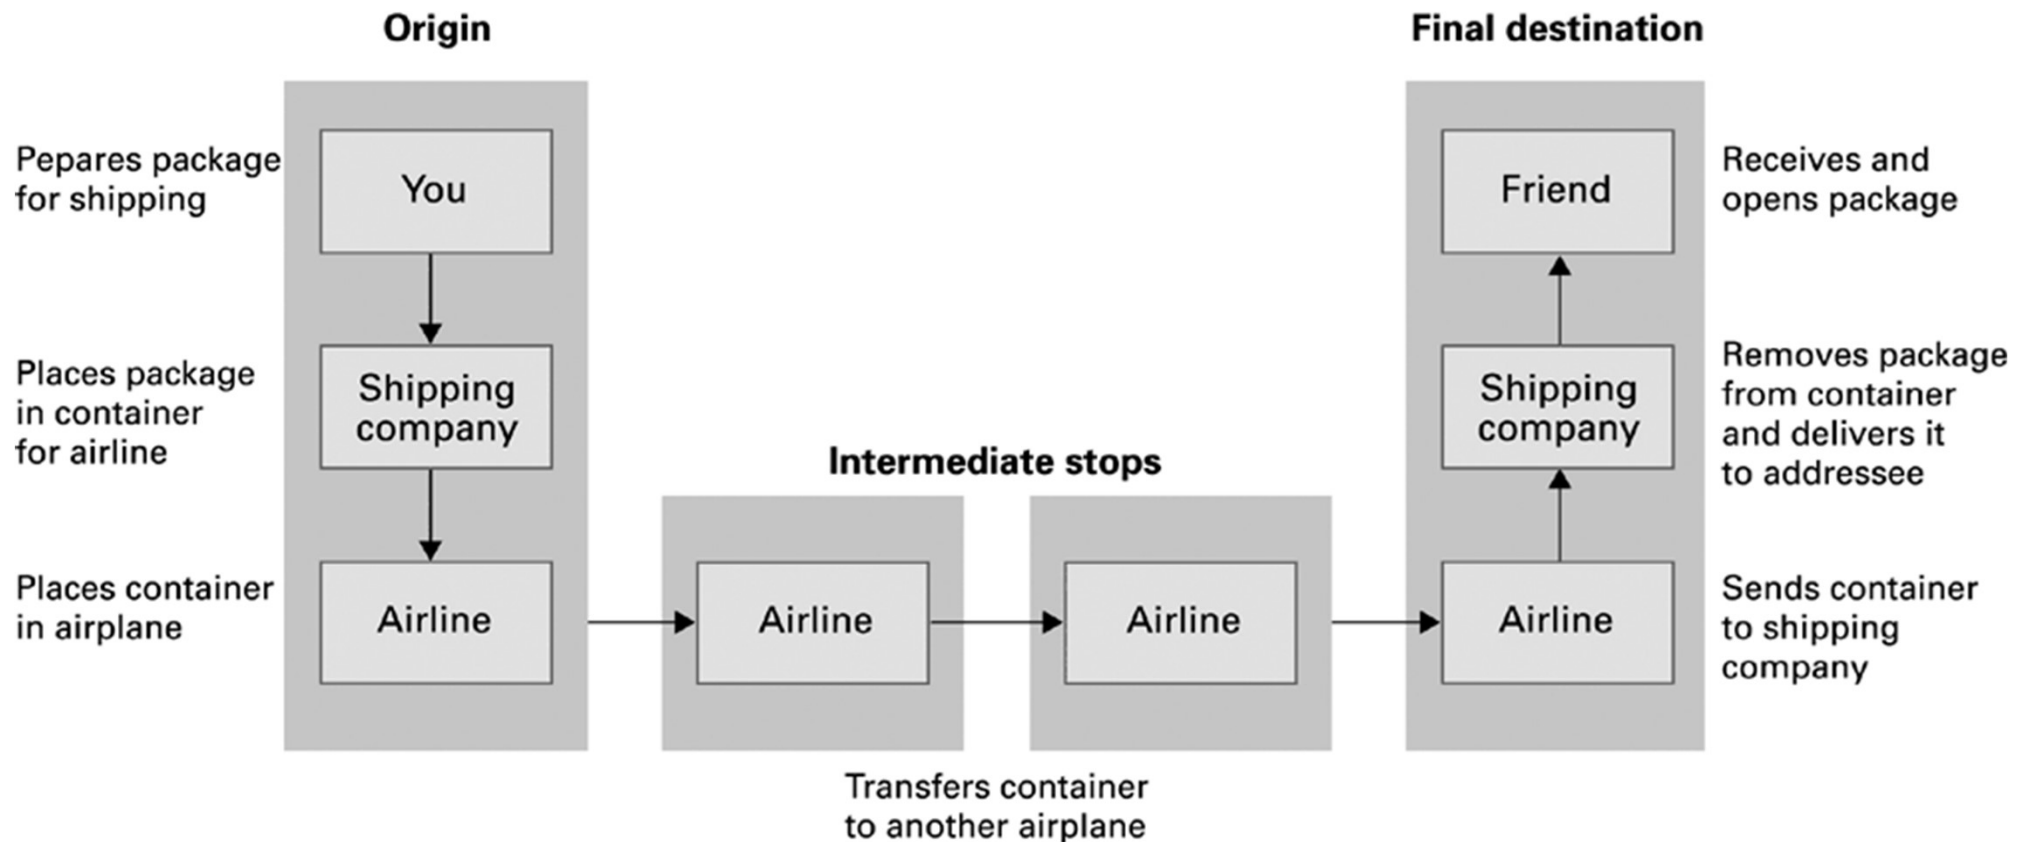 Origin
Final destination
Pepares package
for shipping
You
Friend
Receives and
opens package
Places package
in container
for airline
Shipping
company
Shipping
company
Removes package
from container
and delivers it
to addressee
Intermediate stops
Places container
in airplane
Airline
Airline
Airline
Airline
Sends container
to shipping
company
Transfers container
to another airplane